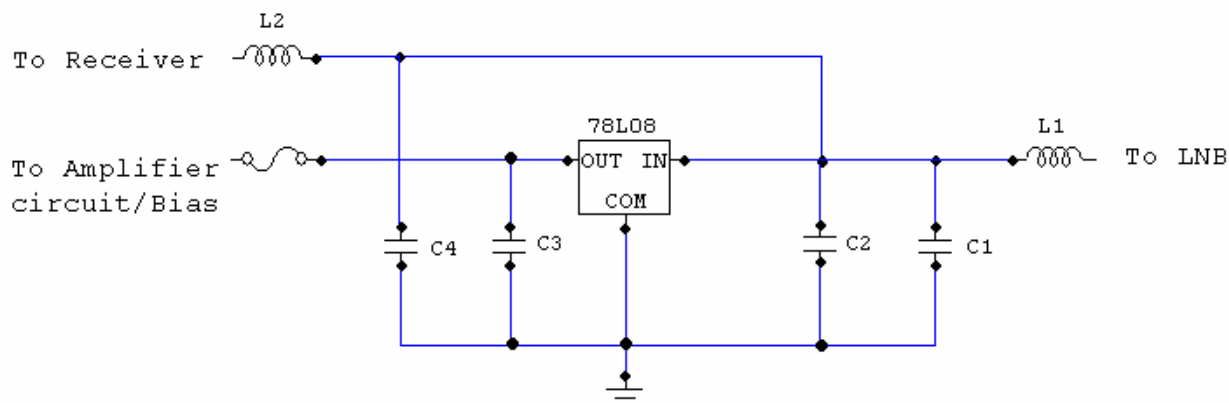 L2
To Receiver
78L08
L1
To Amplifier
circuit/Bias
OUT IN
COM
To LNB
C4
C3
C2
C1